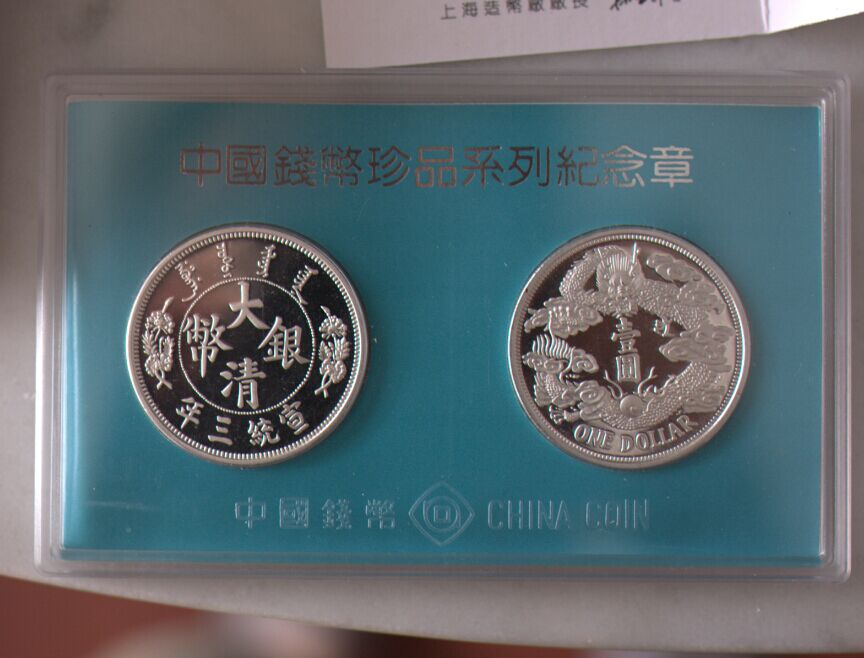 上海造幣廠廠長
中國錢幣珍品系列紀念章
大清
銀幣
宣統三年
壹圓
ONE DOLLAR
中國錢幣 CHINA COIN